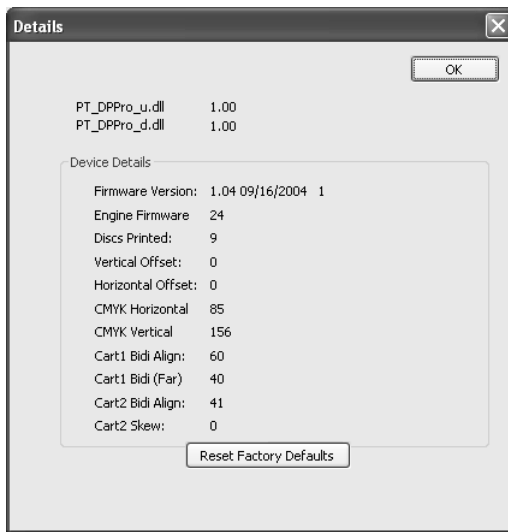 Details
OK
PT_DPPro_u.dll 1.00
PT_DPPro_d.dll 1.00
Device Details
Firmware Version: 1.04 09/16/2004 1
Engine Firmware 24
Discs Printed: 9
Vertical Offset: 0
Horizontal Offset: 0
CMYK Horizontal 85
CMYK Vertical 156
Cart1 Bidi Align: 60
Cart1 Bidi (Far) 40
Cart2 Bidi Align: 41
Cart2 Skew: 0
Reset Factory Defaults